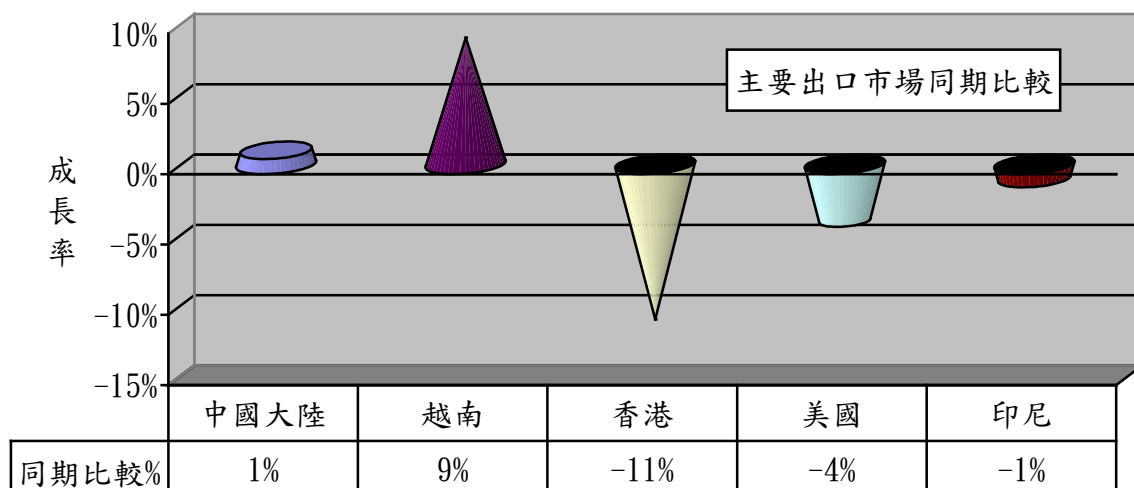 主要出口市場同期比較
成長率
10%
5%
0%
-5%
-10%
-15%
中國大陸 越南 香港 美國 印尼
同期比較% 1% 9% -11% -4% -1%